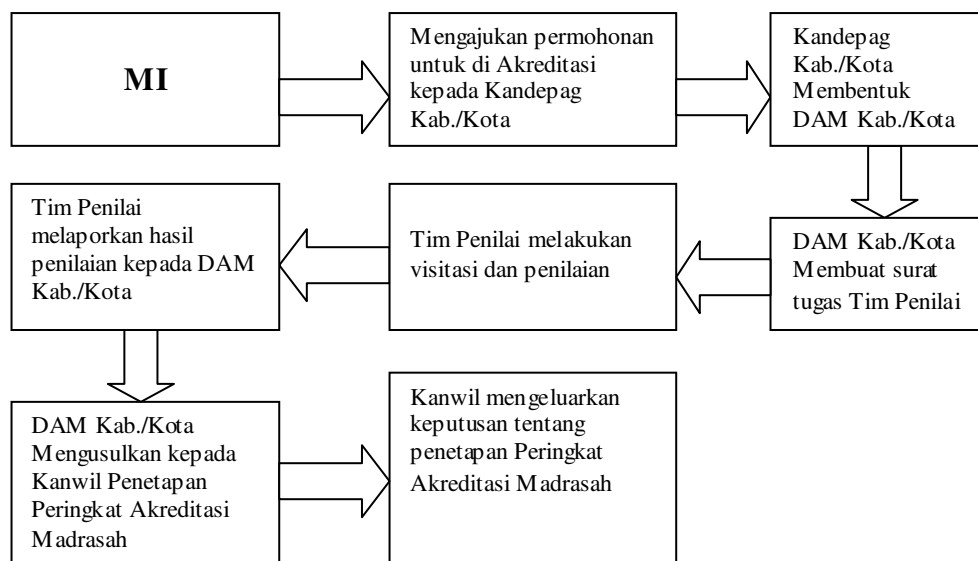 MI
Mengajukan permohonan
untuk di Akreditasi
kepada Kandepag
Kab./Kota
Kandepag
Kab./Kota
Membentuk
DAM Kab./Kota
DAM Kab./Kota
Membuat surat
tugas Tim Penilai
Tim Penilai melakukan
visitasi dan penilaian
Tim Penilai
melaporkan hasil
penilaian kepada DAM
Kab./Kota
DAM Kab./Kota
Mengusulkan kepada
Kanwil Penetapan
Peringkat Akreditasi
Madrasah
Kanwil mengeluarkan
keputusan tentang
penetapan Peringkat
Akreditasi Madrasah